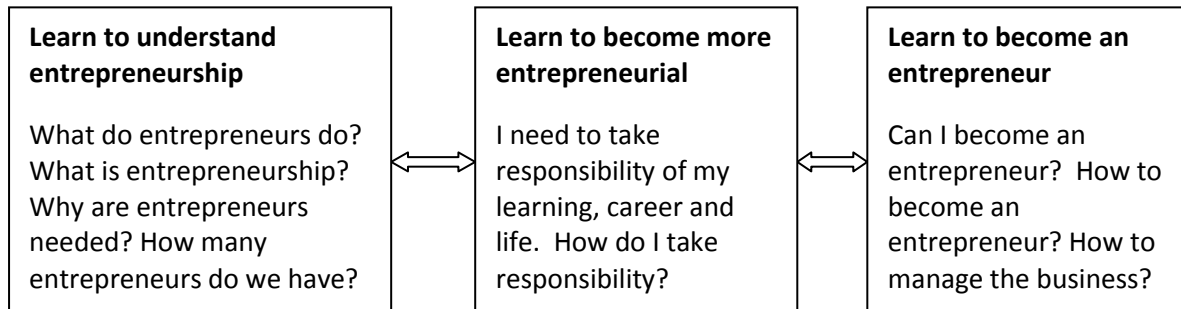 Learn to understand
entrepreneurship
What do entrepreneurs do?
What is entrepreneurship?
Why are entrepreneurs
needed? How many
entrepreneurs do we have?
Learn to become more
entrepreneurial
I need to take
responsibility of my
learning, career and
life.  How do I take
responsibility?
Learn to become an
entrepreneur
Can I become an
entrepreneur?  How to
become an
entrepreneur? How to
manage the business?